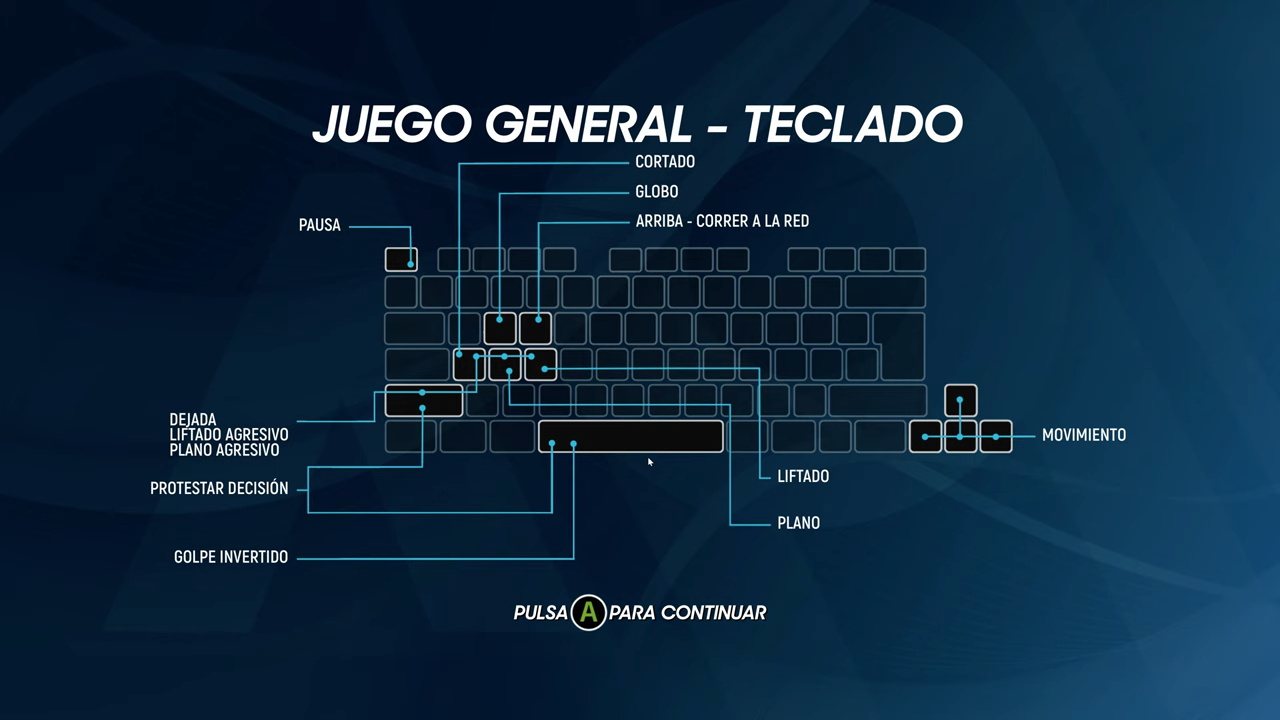 JUEGO GENERAL - TECLADO
CORTADO
GLOBO
ARRIBA - CORRER A LA RED
PAUSA
DEJADA
LIFTADO AGRESIVO
PLANO AGRESIVO
MOVIMIENTO
PROTESTAR DECISIÓN
LIFTADO
PLANO
GOLPE INVERTIDO
PULSA A PARA CONTINUAR